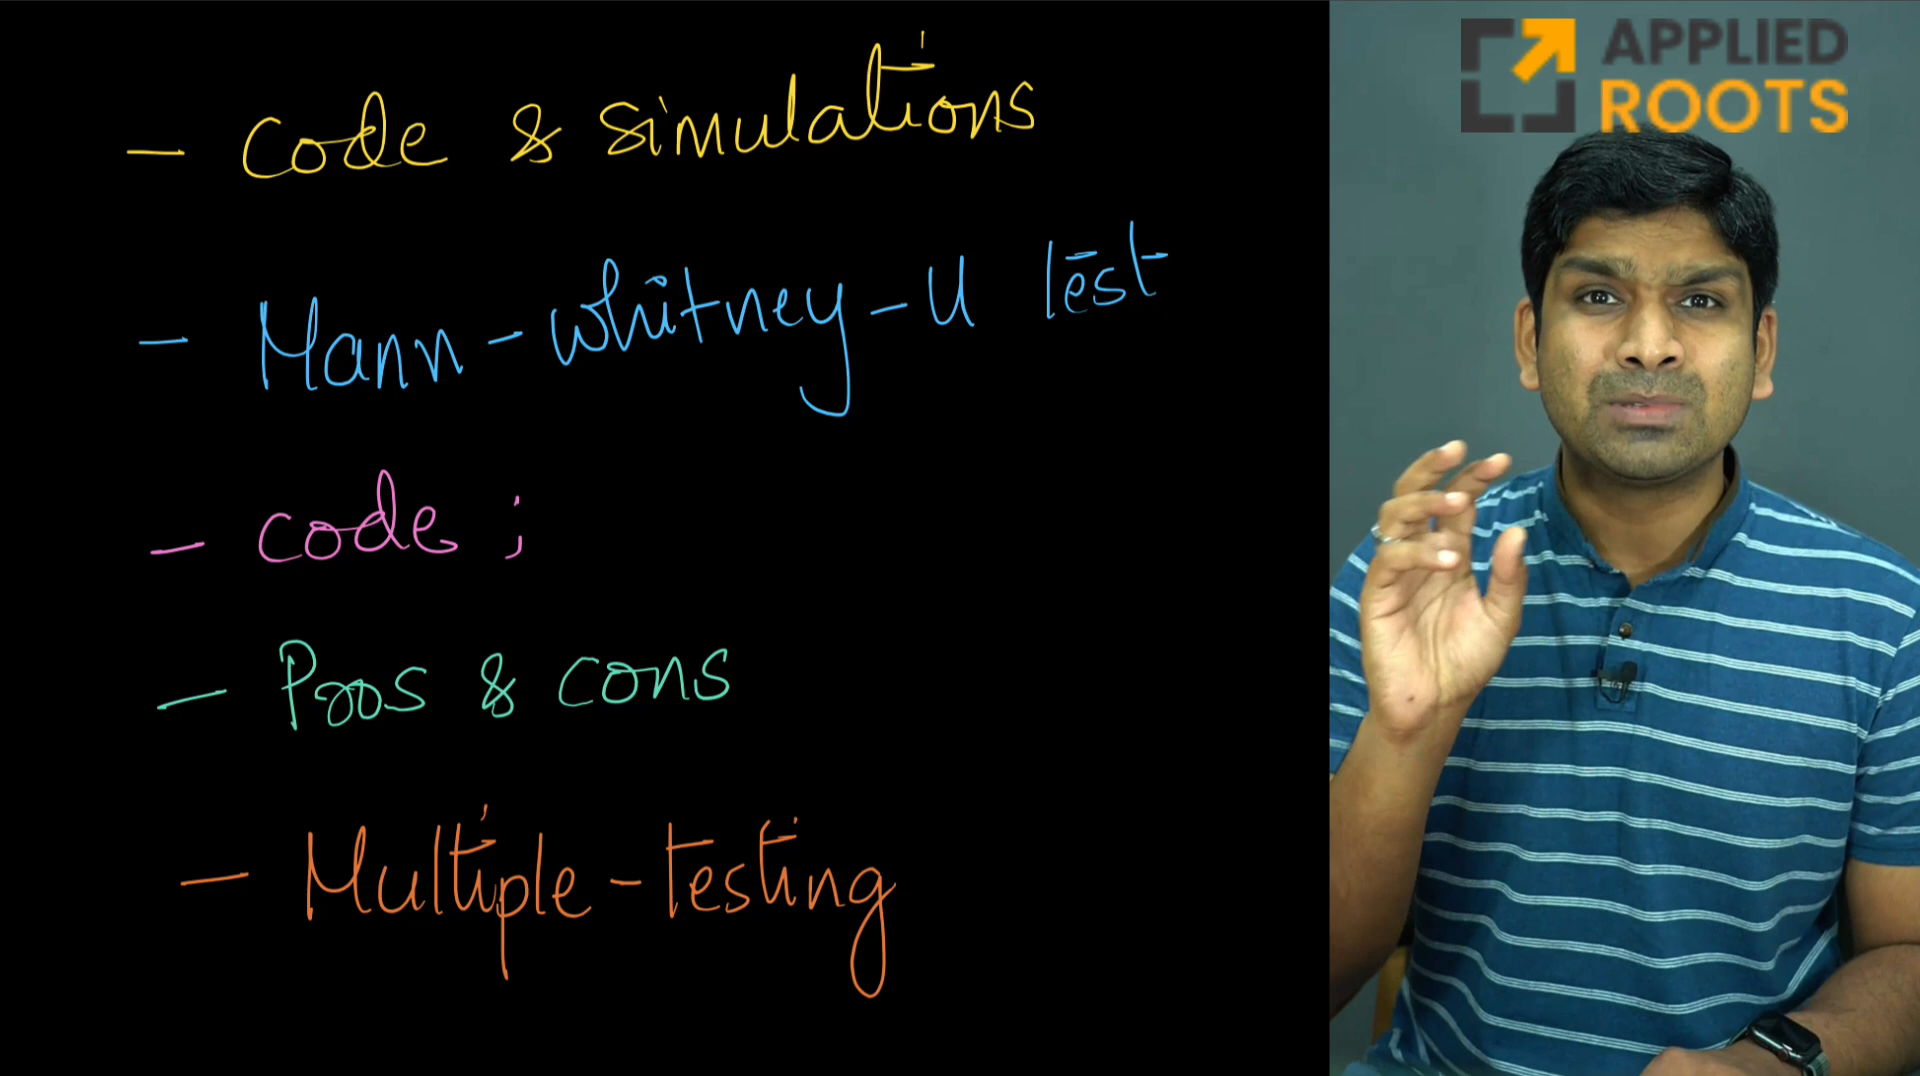 - Code & simulations
- Mann-whitney-U test
- code ;
- Pros & cons
- Multiple-testing
APPLIED
ROOTS